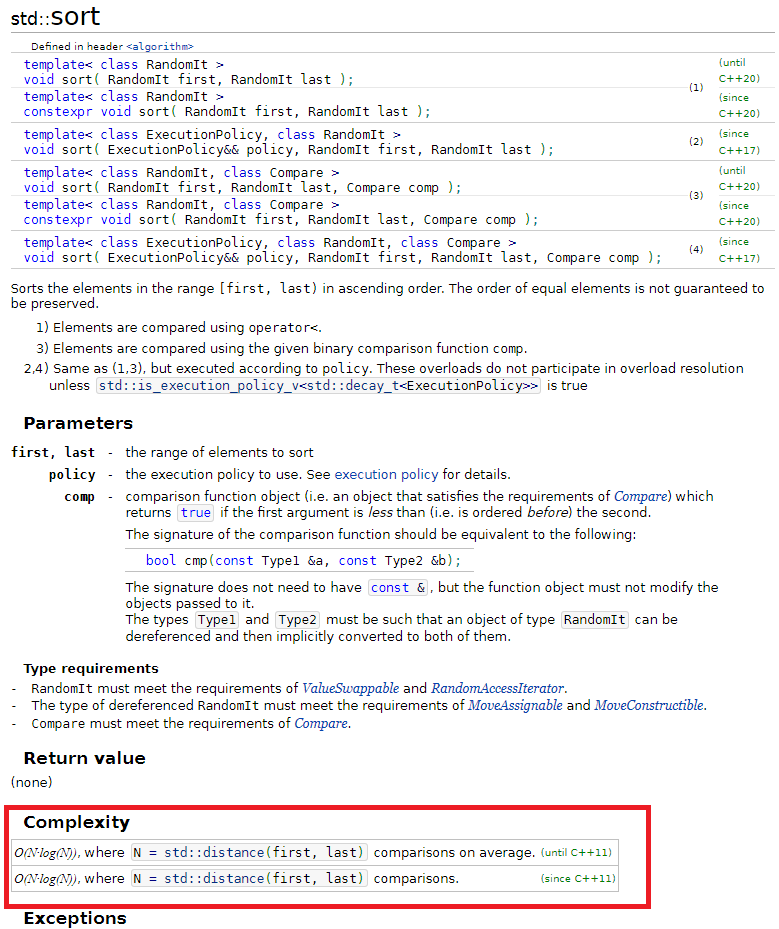 std::sort
Defined in header <algorithm>
template< class RandomIt >
void sort( RandomIt first, RandomIt last );
(until C++20)
template< class RandomIt >
constexpr void sort( RandomIt first, RandomIt last );
(1)
(since C++20)
template< class ExecutionPolicy, class RandomIt >
void sort( ExecutionPolicy&& policy, RandomIt first, RandomIt last );
(2)
(since C++17)
template< class RandomIt, class Compare >
void sort( RandomIt first, RandomIt last, Compare comp );
(until C++20)
template< class RandomIt, class Compare >
constexpr void sort( RandomIt first, RandomIt last, Compare comp );
(3)
(since C++20)
template< class ExecutionPolicy, class RandomIt, class Compare >
void sort( ExecutionPolicy&& policy, RandomIt first, RandomIt last, Compare comp );
(4)
(since C++17)
Sorts the elements in the range [first, last) in ascending order. The order of equal elements is not guaranteed to
be preserved.
1) Elements are compared using operator<.
3) Elements are compared using the given binary comparison function comp.
2,4) Same as (1,3), but executed according to policy. These overloads do not participate in overload resolution
unless std::is_execution_policy_v<std::decay_t<ExecutionPolicy>> is true
Parameters
first, last - the range of elements to sort
policy - the execution policy to use. See execution policy for details.
comp - comparison function object (i.e. an object that satisfies the requirements of Compare) which
returns true if the first argument is less than (i.e. is ordered before) the second.
The signature of the comparison function should be equivalent to the following:
bool cmp(const Type1 &a, const Type2 &b);
The signature does not need to have const &, but the function object must not modify the
objects passed to it.
The types Type1 and Type2 must be such that an object of type RandomIt can be
dereferenced and then implicitly converted to both of them.
Type requirements
- RandomIt must meet the requirements of ValueSwappable and RandomAccessIterator.
- The type of dereferenced RandomIt must meet the requirements of MoveAssignable and MoveConstructible.
- Compare must meet the requirements of Compare.
Return value
(none)
Complexity
O(N·log(N)), where N = std::distance(first, last) comparisons on average. (until C++11)
O(N·log(N)), where N = std::distance(first, last) comparisons. (since C++11)
Exceptions